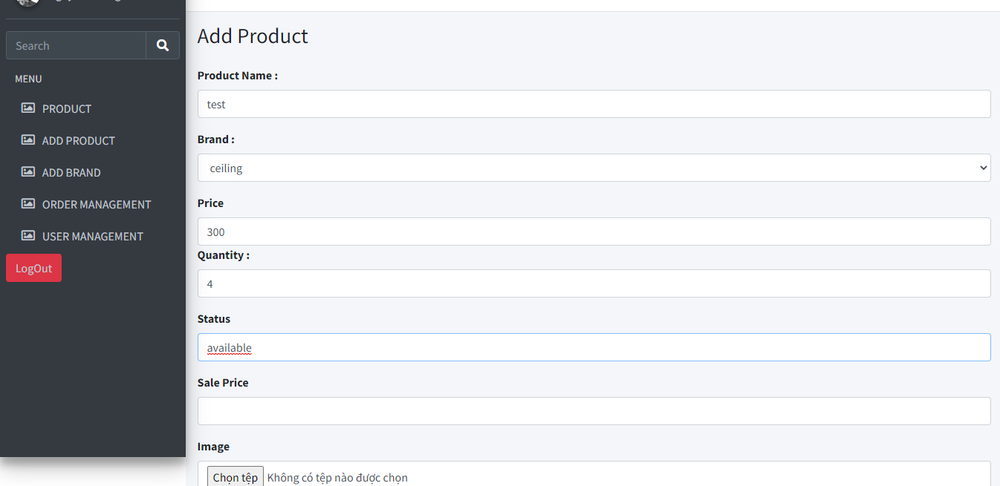 Search
MENU
PRODUCT
ADD PRODUCT
ADD BRAND
ORDER MANAGEMENT
USER MANAGEMENT
LogOut
Add Product
Product Name :
test
Brand :
ceiling
Price
300
Quantity :
4
Status
available
Sale Price
Image
Chọn tệp Không có tệp nào được chọn